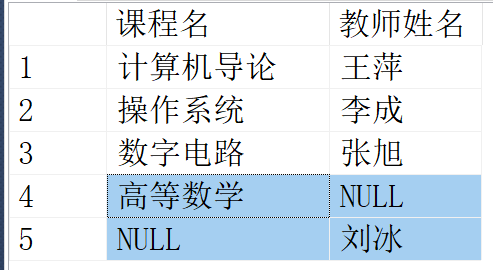 课程名 教师姓名
1 计算机导论 王萍
2 操作系统 李成
3 数字电路 张旭
4 高等数学 NULL
5 NULL 刘冰